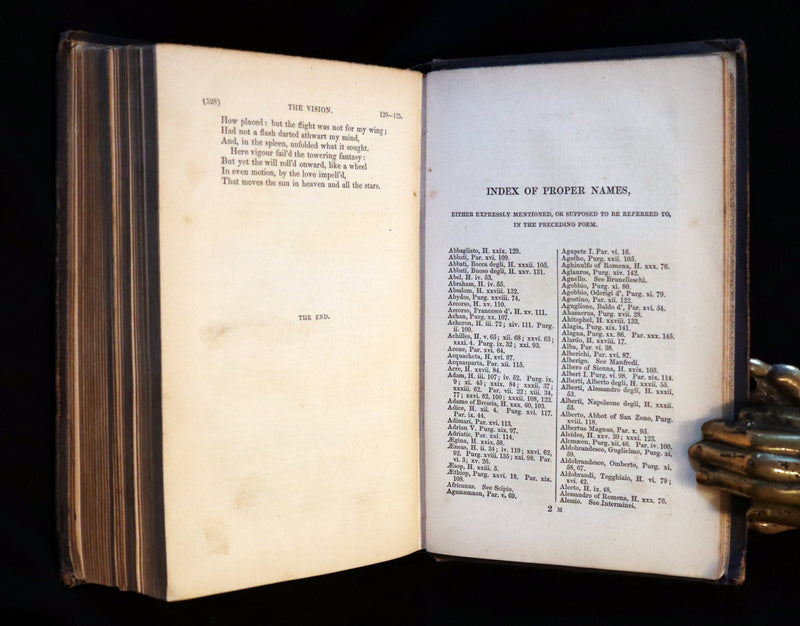 (528)
THE VISION.
129—135.
How placed: but the flight was not for my wing;
Had not a flash darted athwart my mind,
And, in the spleen, unfolded what it sought.
Here vigour fail'd the towering fantasy:
But yet the will roll'd onward, like a wheel
In even motion, by the love impell'd,
That moves the sun in heaven and all the stars.
THE END.
INDEX OF PROPER NAMES,
EITHER EXPRESSLY MENTIONED, OR SUPPOSED TO BE REFERRED TO,
IN THE PRECEDING POEM.
Abbagliato, H. xxix. 129.
Abbati, Par. xvi. 109.
Abbati, Bocca degli, H. xxxii. 105.
Abbati, Buoso degli, H. xxv. 131.
Abel, H. iv. 53.
Abraham, H. iv. 55.
Absalom, H. xxviii. 132.
Abydos, Purg. xxviii. 74.
Accorso, H. xv. 110.
Accorso, Francesco d', H. xv. 111.
Achan, Purg. xx. 107.
Acheron, H. iii. 72; xiv. 111. Purg.
ii. 100.
Achilles, H. v. 65; xii. 68; xxvi. 63;
xxxi. 4. Purg. ix. 32; xxi. 93.
Acone, Par. xvi. 64.
Acquacheta, H. xvi. 97.
Acquasparta, Par. xii. 115.
Acre, H. xxvii. 84.
Adam, H. iii. 107; iv. 52. Purg. ix.
9; xi. 45; xxix. 84; xxxii. 37;
xxxiii. 62. Par. vii. 22; xiii. 34,
77; xxvi. 82, 100; xxxii. 108, 122.
Adamo of Brescia, H. xxx. 60, 103.
Adice, H. xii. 4. Purg. xvi. 117.
Par. ix. 44.
Adimari, Par. xvi. 113.
Adrian V. Purg. xix. 97.
Adriatic, Par. xxi. 114.
Ægina, H. xxix. 58.
Æneas, H. ii. 34; iv. 119; xxvi. 62,
92. Purg. xviii. 135; xxi. 98. Par.
vi. 3; xv. 26.
Æsop, H. xxiii. 5.
Æthiop, Purg. xxvi. 18. Par. xix.
108.
Africanus. See Scipio.
Agamemnon, Par. v. 69.
Agapete I. Par. vi. 16.
Agatho, Purg. xxii. 105.
Aghinulfo of Romena, H. xxx. 76.
Aglauros, Purg. xiv. 142.
Agnello. See Brunelleschi.
Agobbio, Purg. xi. 80.
Agobbio, Oderigi d', Purg. xi. 79.
Agostino, Par. xii. 122.
Aguglione, Baldo d', Par. xvi. 54.
Ahasuerus, Purg. xvii. 28.
Ahitophel, H. xxviii. 133.
Alagia, Purg. xix. 141.
Alagna, Purg. xx. 86. Par. xxx. 145.
Alardo, H. xxviii. 17.
Alba, Par. vi. 38.
Alberichi, Par. xvi. 87.
Alberigo. See Manfredi.
Albero of Sienna, H. xxix. 105.
Albert I. Purg. vi. 98. Par. xix. 114.
Alberti, Alberto degli, H. xxxii. 55.
Alberti, Alessandro degli, H. xxxii.
53.
Alberti, Napoleone degli, H. xxxii.
53.
Alberto, Abbot of San Zeno, Purg.
xviii. 118.
Albertus Magnus, Par. x. 95.
Alcides, H. xxv. 30; xxxi. 123.
Alcmæon, Purg. xii. 46. Par. iv. 100.
Aldobrandesco, Guglielmo, Purg. xi.
59.
Aldobrandesco, Omberto, Purg. xi.
58, 67.
Aldobrandi, Tegghiaio, H. vi. 79;
xvi. 42.
Alecto, H. ix. 48.
Alessandro of Romena, H. xxx. 76.
Alessio. See Interminei.
2 M